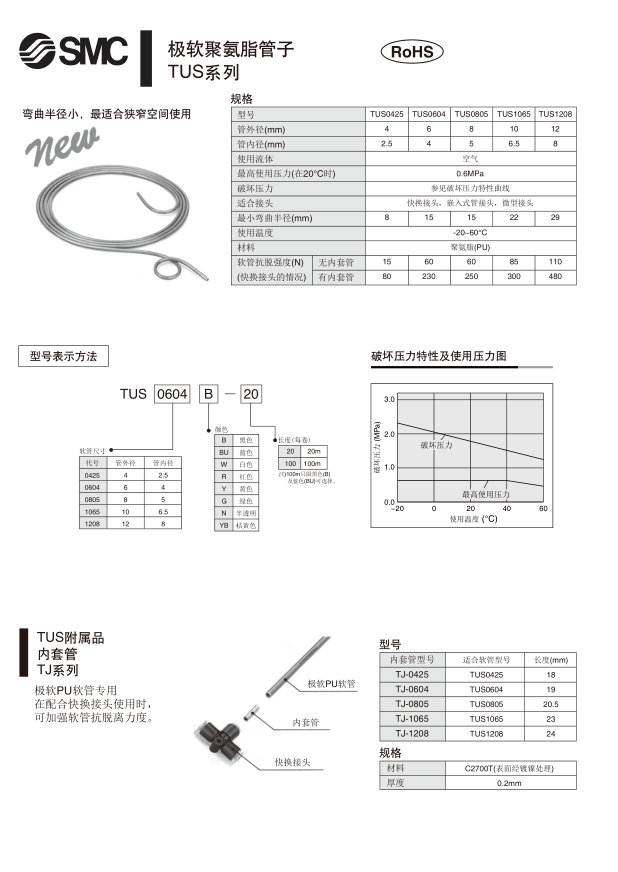 SMC
极软聚氨脂管子
TUS系列
RoHS
弯曲半径小，最适合狭窄空间使用
New
规格
型号 TUS0425 TUS0604 TUS0805 TUS1065 TUS1208
管外径(mm) 4 6 8 10 12
管内径(mm) 2.5 4 5 6.5 8
使用流体 空气
最高使用压力(在20°C时) 0.6MPa
破坏压力 参见破坏压力特性曲线
适合接头 快换接头，嵌入式管接头，微型接头
最小弯曲半径(mm) 8 15 15 22 29
使用温度 -20~60°C
材料 聚氨脂(PU)
软管抗脱强度(N) 无内套管 15 60 60 85 110
(快换接头的情况) 有内套管 80 230 250 300 480
型号表示方法
TUS 0604 B － 20
软管尺寸
代号 管外径 管内径
0425 4 2.5
0604 6 4
0805 8 5
1065 10 6.5
1208 12 8
颜色
B 黑色
BU 蓝色
W 白色
R 红色
Y 黄色
G 绿色
N 半透明
YB 桔黄色
长度(每卷)
20 20m
100 100m
注)100m只限黑色(B)
及蓝色(BU)可选择。
破坏压力特性及使用压力图
破坏压力 (MPa)
3.0
2.0
1.0
0.0
破坏压力
最高使用压力
−20 0 20 40 60
使用温度 (°C)
TUS附属品
内套管
TJ系列
极软PU软管专用
在配合快换接头使用时，
可加强软管抗脱离力度。
极软PU软管
内套管
快换接头
型号
内套管型号 适合软管型号 长度(mm)
TJ-0425 TUS0425 18
TJ-0604 TUS0604 19
TJ-0805 TUS0805 20.5
TJ-1065 TUS1065 23
TJ-1208 TUS1208 24
规格
材料 C2700T(表面经镀镍处理)
厚度 0.2mm